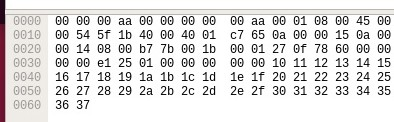 0000 00 00 00 aa 00 00 00 00 00 aa 00 01 08 00 45 00
0010 00 54 5f 1b 40 00 40 01 c7 65 0a 00 00 15 0a 00
0020 00 14 08 00 b7 7b 00 1b 00 01 27 0f 78 60 00 00
0030 00 00 e1 25 01 00 00 00 00 00 10 11 12 13 14 15
0040 16 17 18 19 1a 1b 1c 1d 1e 1f 20 21 22 23 24 25
0050 26 27 28 29 2a 2b 2c 2d 2e 2f 30 31 32 33 34 35
0060 36 37